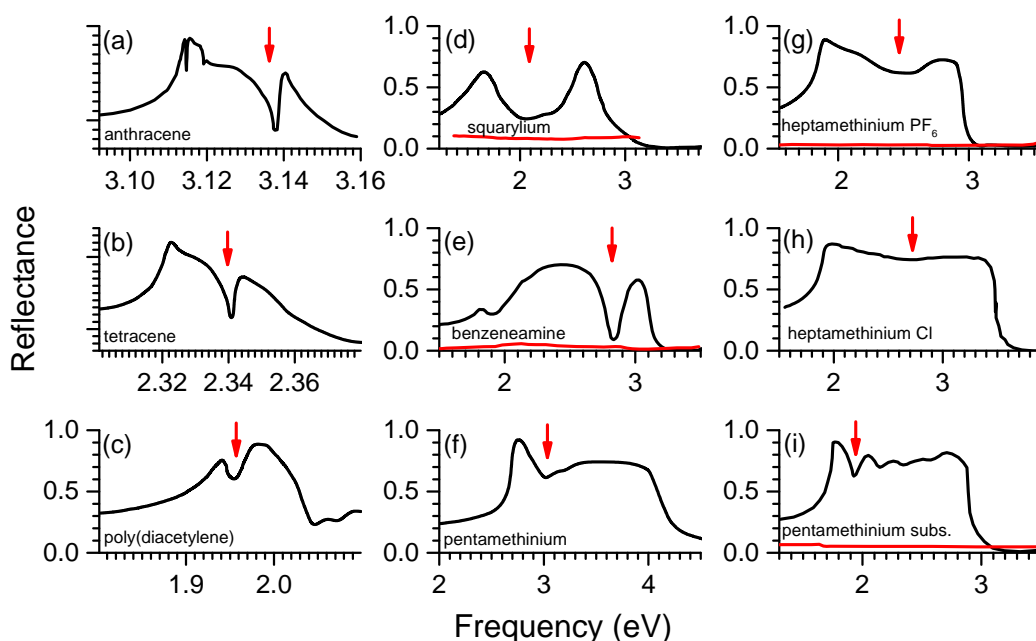 Reflectance
(a)
anthracene
3.10 3.12 3.14 3.16
(b)
tetracene
2.32 2.34 2.36
(c)
1.0
0.5
0.0
poly(diacetylene)
1.9 2.0
(d)
1.0
0.5
0.0
squarylium
2 3
(e)
1.0
0.5
0.0
benzeneamine
2 3
(f)
1.0
0.5
0.0
pentamethinium
2 3 4
(g)
1.0
0.5
0.0
heptamethinium PF6
2 3
(h)
1.0
0.5
0.0
heptamethinium Cl
2 3
(i)
1.0
0.5
0.0
pentamethinium subs.
2 3
Frequency (eV)